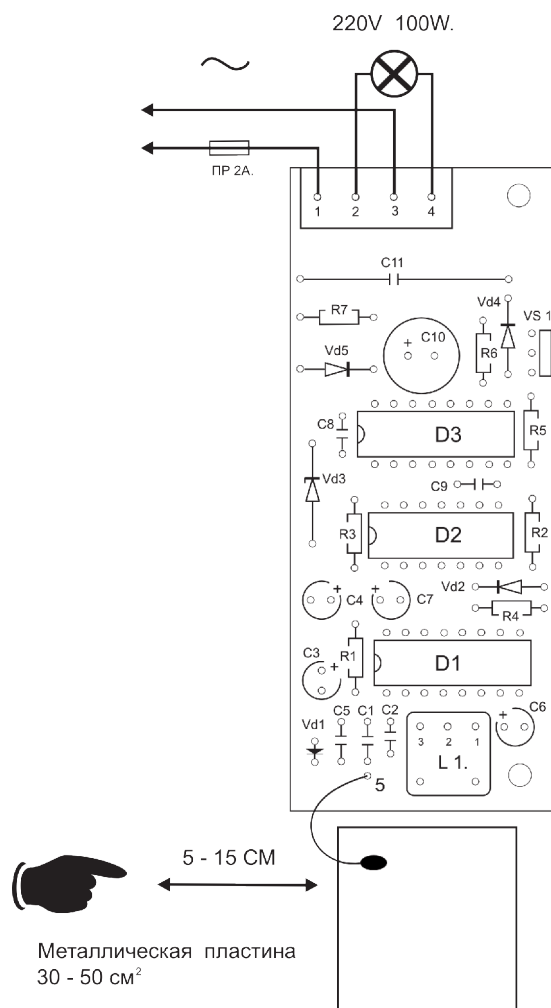 220V 100W.
ПР 2А.
1 2 3 4
C11
R7
Vd4
VS 1
C10
+
R6
Vd5
C8
D3
R5
C9
Vd3
R3
D2
R2
Vd2
+ C4
+ C7
R4
C3
+
R1
D1
Vd1
C5
C1
C2
C6
+
3 2 1
L 1.
5
5 - 15 СМ
Металлическая пластина
30 - 50 см²